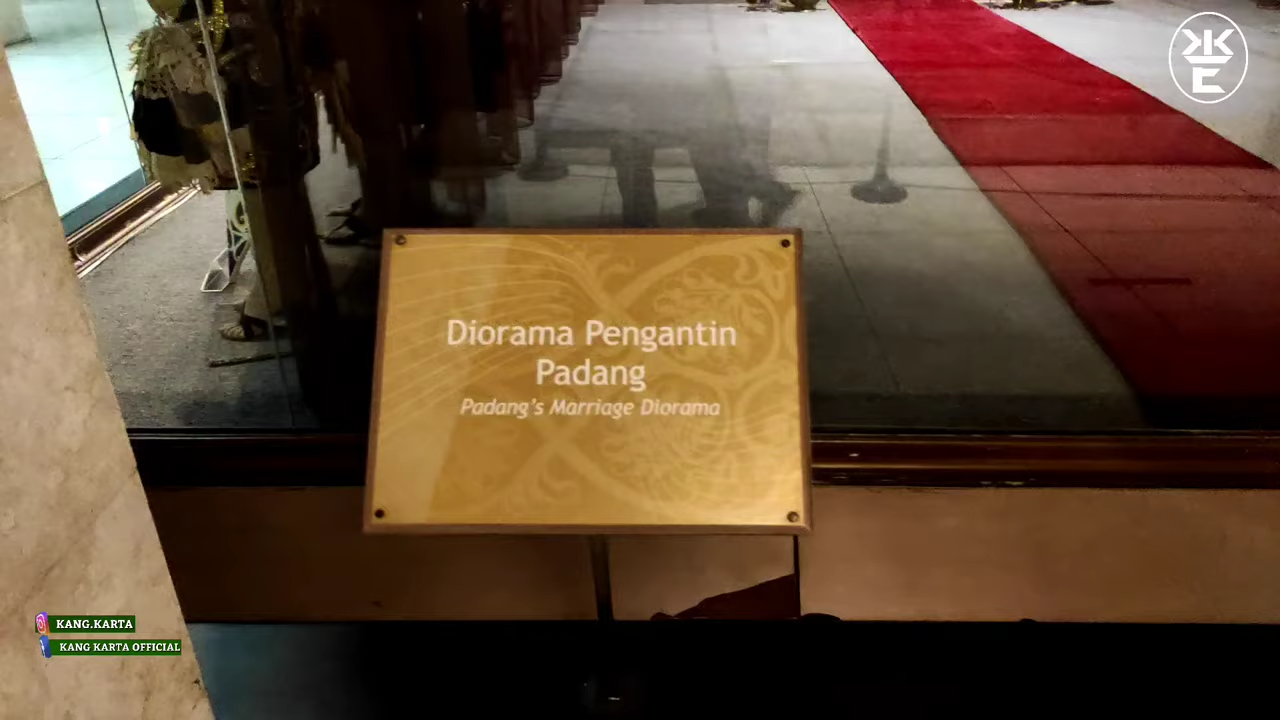 Diorama Pengantin
Padang
Padang's Marriage Diorama
KANG.KARTA
KANG KARTA OFFICIAL